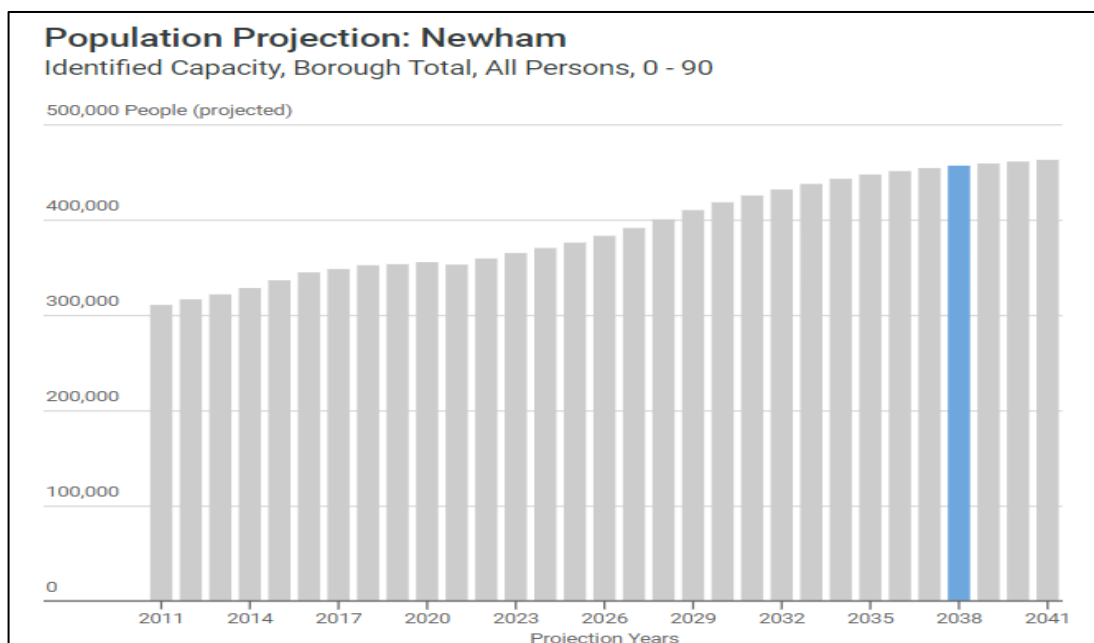 Population Projection: Newham
Identified Capacity, Borough Total, All Persons, 0 - 90
500,000 People (projected)
400,000
300,000
200,000
100,000
0
2011 2014 2017 2020 2023 2026 2029 2032 2035 2038 2041
Projection Years